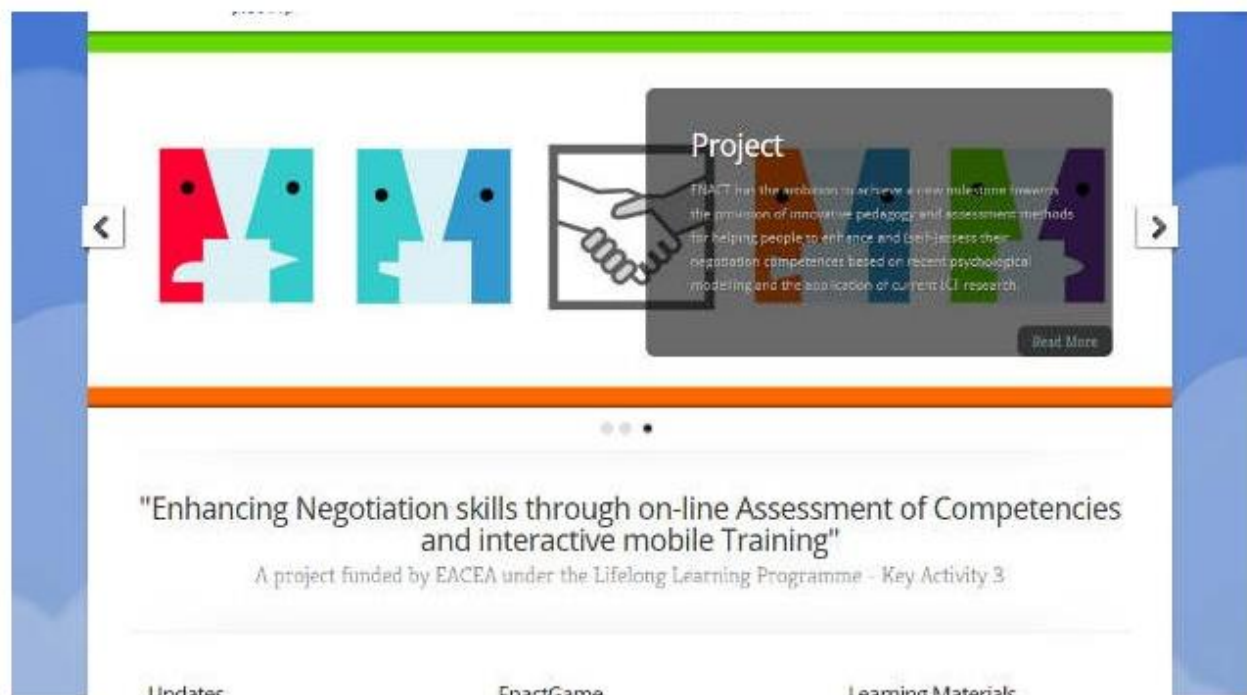 Project
ENACT has the ambition to achieve a new milestone towards
the provision of innovative pedagogy and assessment methods
for helping people to enhance and (self-)assess their
negotiation competences based on recent psychological
modelling and the application of current ICT research.
Read More
"Enhancing Negotiation skills through on-line Assessment of Competencies
and interactive mobile Training"
A project funded by EACEA under the Lifelong Learning Programme - Key Activity 3
Updates
EnactGame
Learning Materials